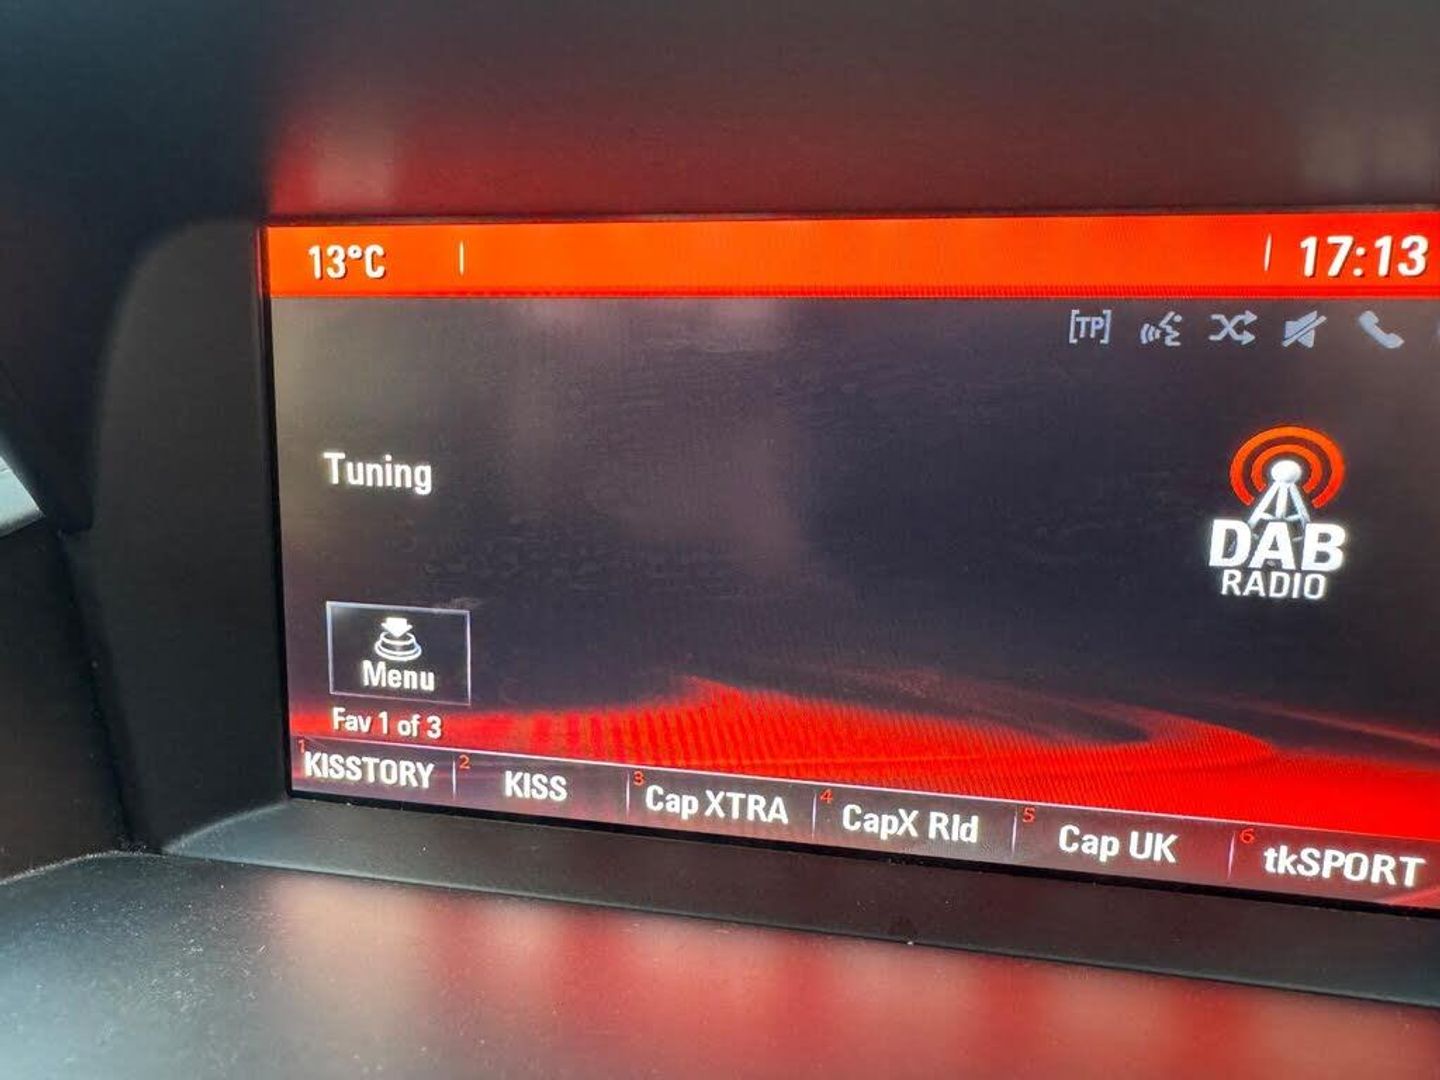 13°C 17:13
[TP]
Tuning
DAB
RADIO
Menu
Fav 1 of 3
1 KISSTORY 2 KISS 3 Cap XTRA 4 CapX Rld 5 Cap UK 6 tkSPORT